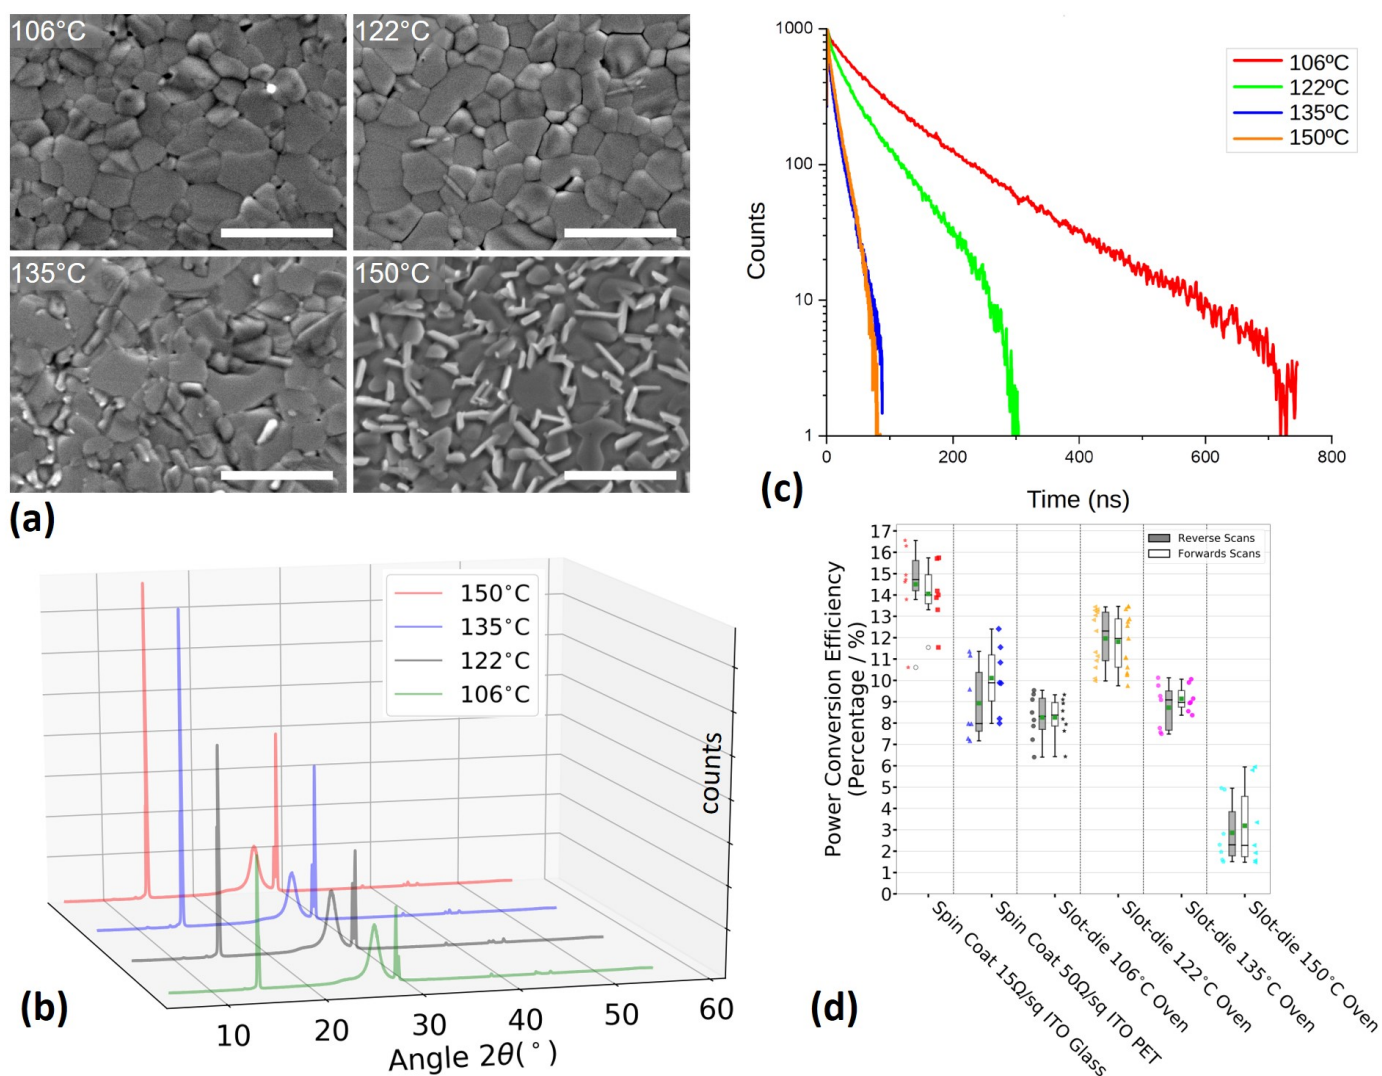 106°C
122°C
135°C
150°C
(a)
1000
100
10
1
Counts
0
200
400
600
800
Time (ns)
106ºC
122ºC
135ºC
150ºC
(c)
150°C
135°C
122°C
106°C
counts
10
20
30
40
50
60
Angle 2θ(°)
(b)
17
16
15
14
13
12
11
10
9
8
7
6
5
4
3
2
1
0
Power Conversion Efficiency
(Percentage / %)
Reverse Scans
Forwards Scans
Spin Coat 15Ω/sq ITO Glass
Spin Coat 50Ω/sq ITO PET
Slot-die 106°C Oven
Slot-die 122°C Oven
Slot-die 135°C Oven
Slot-die 150°C Oven
(d)